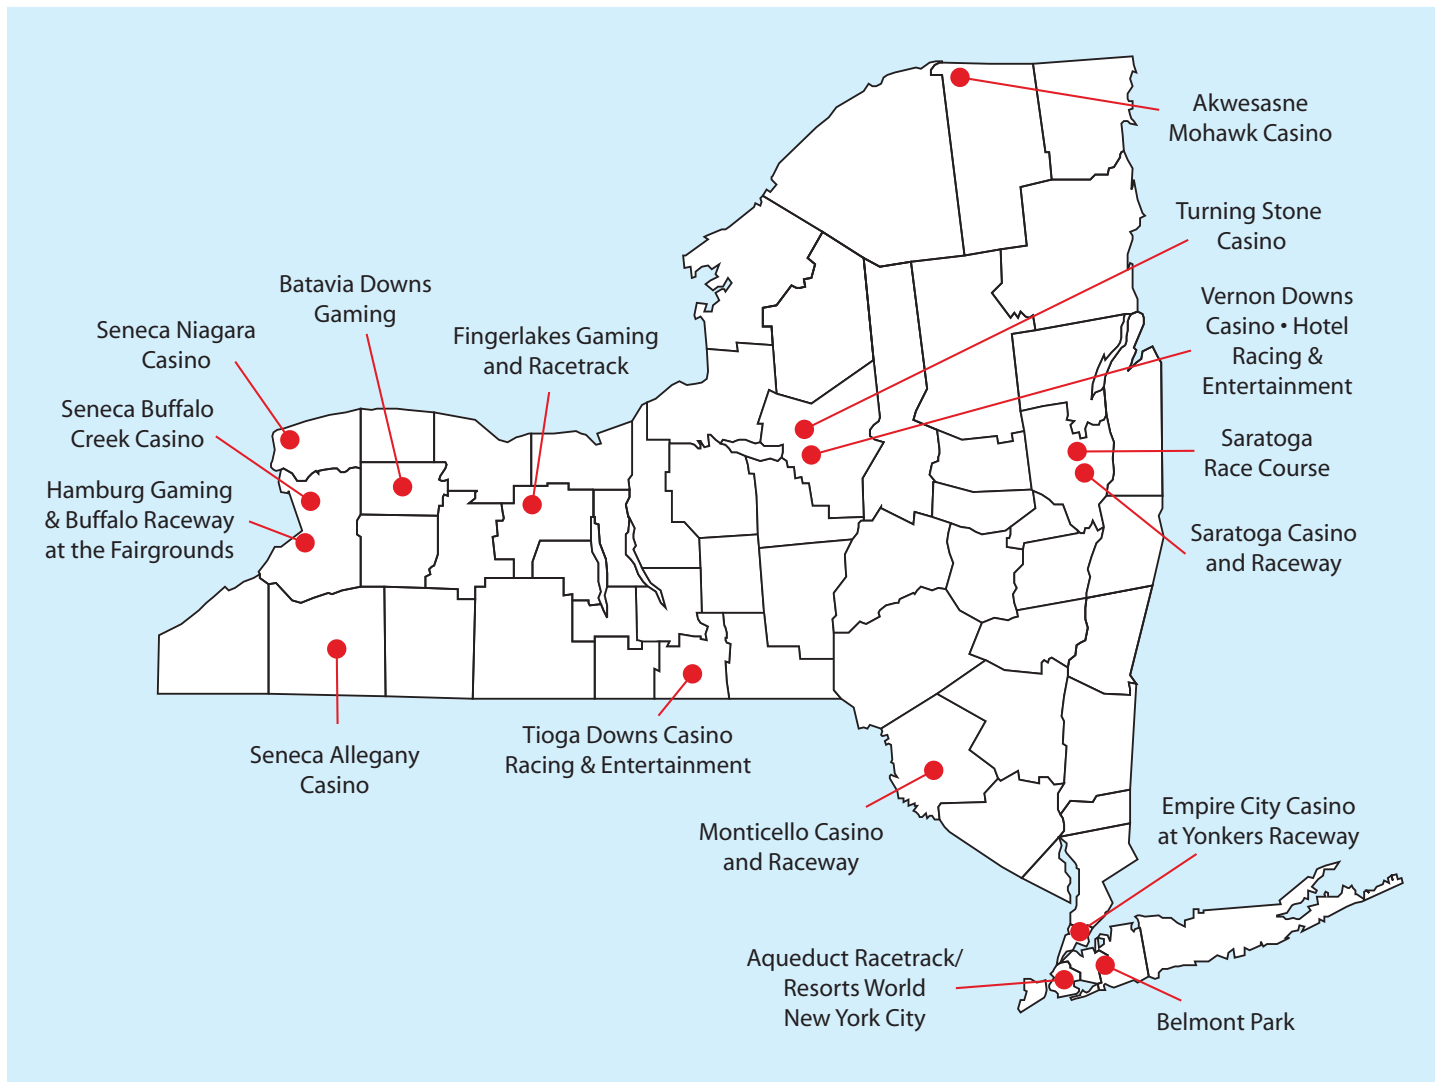 Akwesasne
Mohawk Casino
Turning Stone
Casino
Batavia Downs
Gaming
Vernon Downs
Casino • Hotel
Racing &
Entertainment
Seneca Niagara
Casino
Fingerlakes Gaming
and Racetrack
Seneca Buffalo
Creek Casino
Saratoga
Race Course
Hamburg Gaming
& Buffalo Raceway
at the Fairgrounds
Saratoga Casino
and Raceway
Seneca Allegany
Casino
Tioga Downs Casino
Racing & Entertainment
Monticello Casino
and Raceway
Empire City Casino
at Yonkers Raceway
Aqueduct Racetrack/
Resorts World
New York City
Belmont Park